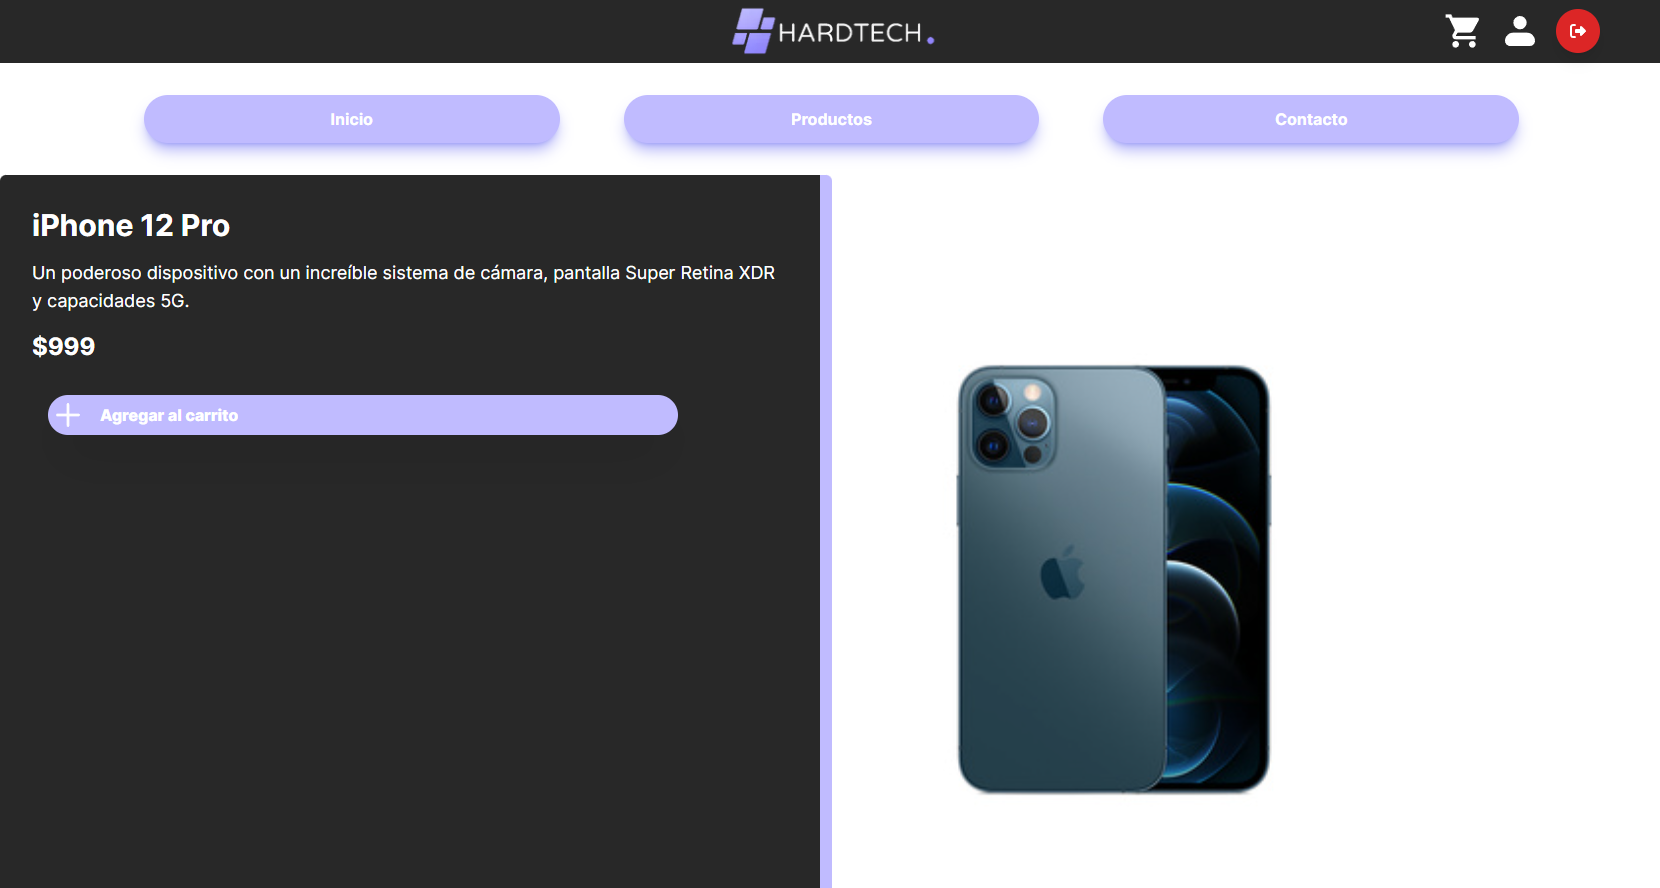 HARDTECH.
Inicio
Productos
Contacto
iPhone 12 Pro
Un poderoso dispositivo con un increíble sistema de cámara, pantalla Super Retina XDR
y capacidades 5G.
$999
Agregar al carrito